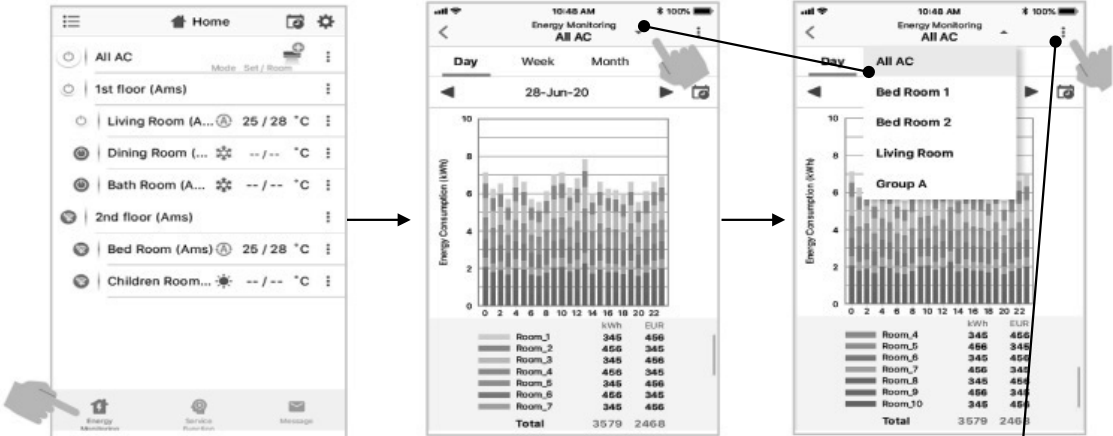 Home
All AC
Mode Set / Room
1st floor (Ams)
Living Room (A... A 25 / 28 °C
Dining Room (... -- / -- °C
Bath Room (A... -- / -- °C
2nd floor (Ams)
Bed Room (Ams) A 25 / 28 °C
Children Room... -- / -- °C
Energy Monitoring
Service Function
Message
10:48 AM 100%
Energy Monitoring
All AC
Day Week Month
28-Jun-20
Energy Consumption (kWh)
10
8
6
4
2
0
0 2 4 6 8 10 12 14 16 18 20 22
kWh EUR
Room_1 345 456
Room_2 456 345
Room_3 345 456
Room_4 456 345
Room_5 345 456
Room_6 456 345
Room_7 345 456
Total 3579 2468
10:48 AM 100%
Energy Monitoring
All AC
Day
All AC
Bed Room 1
Bed Room 2
Living Room
Group A
Energy Consumption (kWh)
10
8
6
4
2
0
0 2 4 6 8 10 12 14 16 18 20 22
kWh EUR
Room_4 345 456
Room_5 456 345
Room_6 345 456
Room_7 456 345
Room_8 345 456
Room_9 456 345
Room_10 345 456
Total 3579 2468